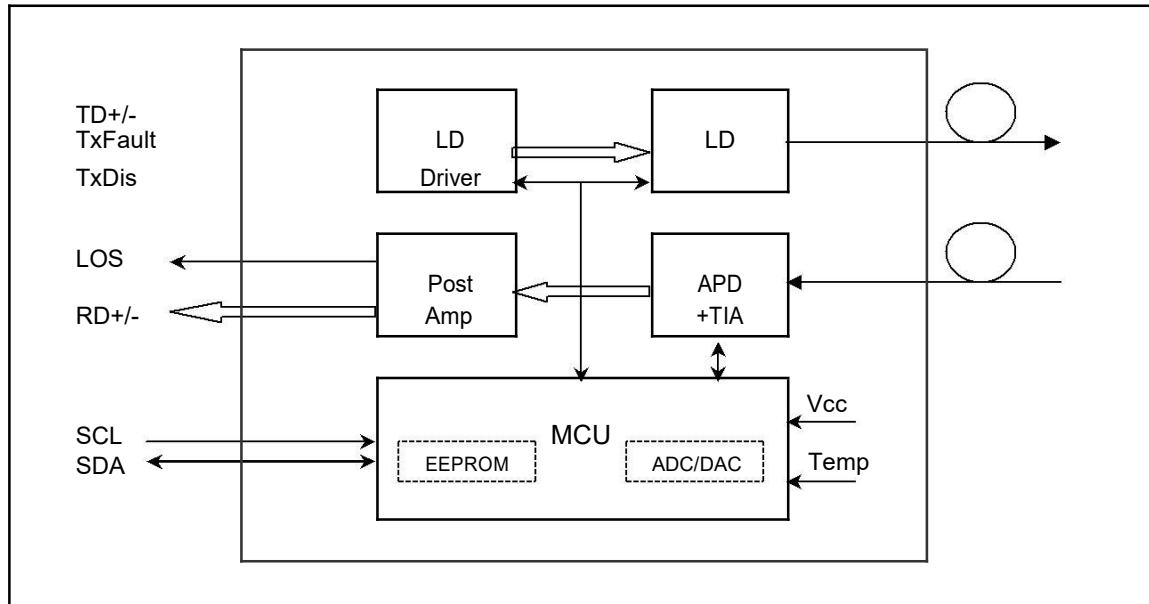 TD+/-
TxFault
TxDis
LD
Driver
LD
LOS
RD+/-
Post
Amp
APD
+TIA
SCL
SDA
MCU
EEPROM
ADC/DAC
Vcc
Temp